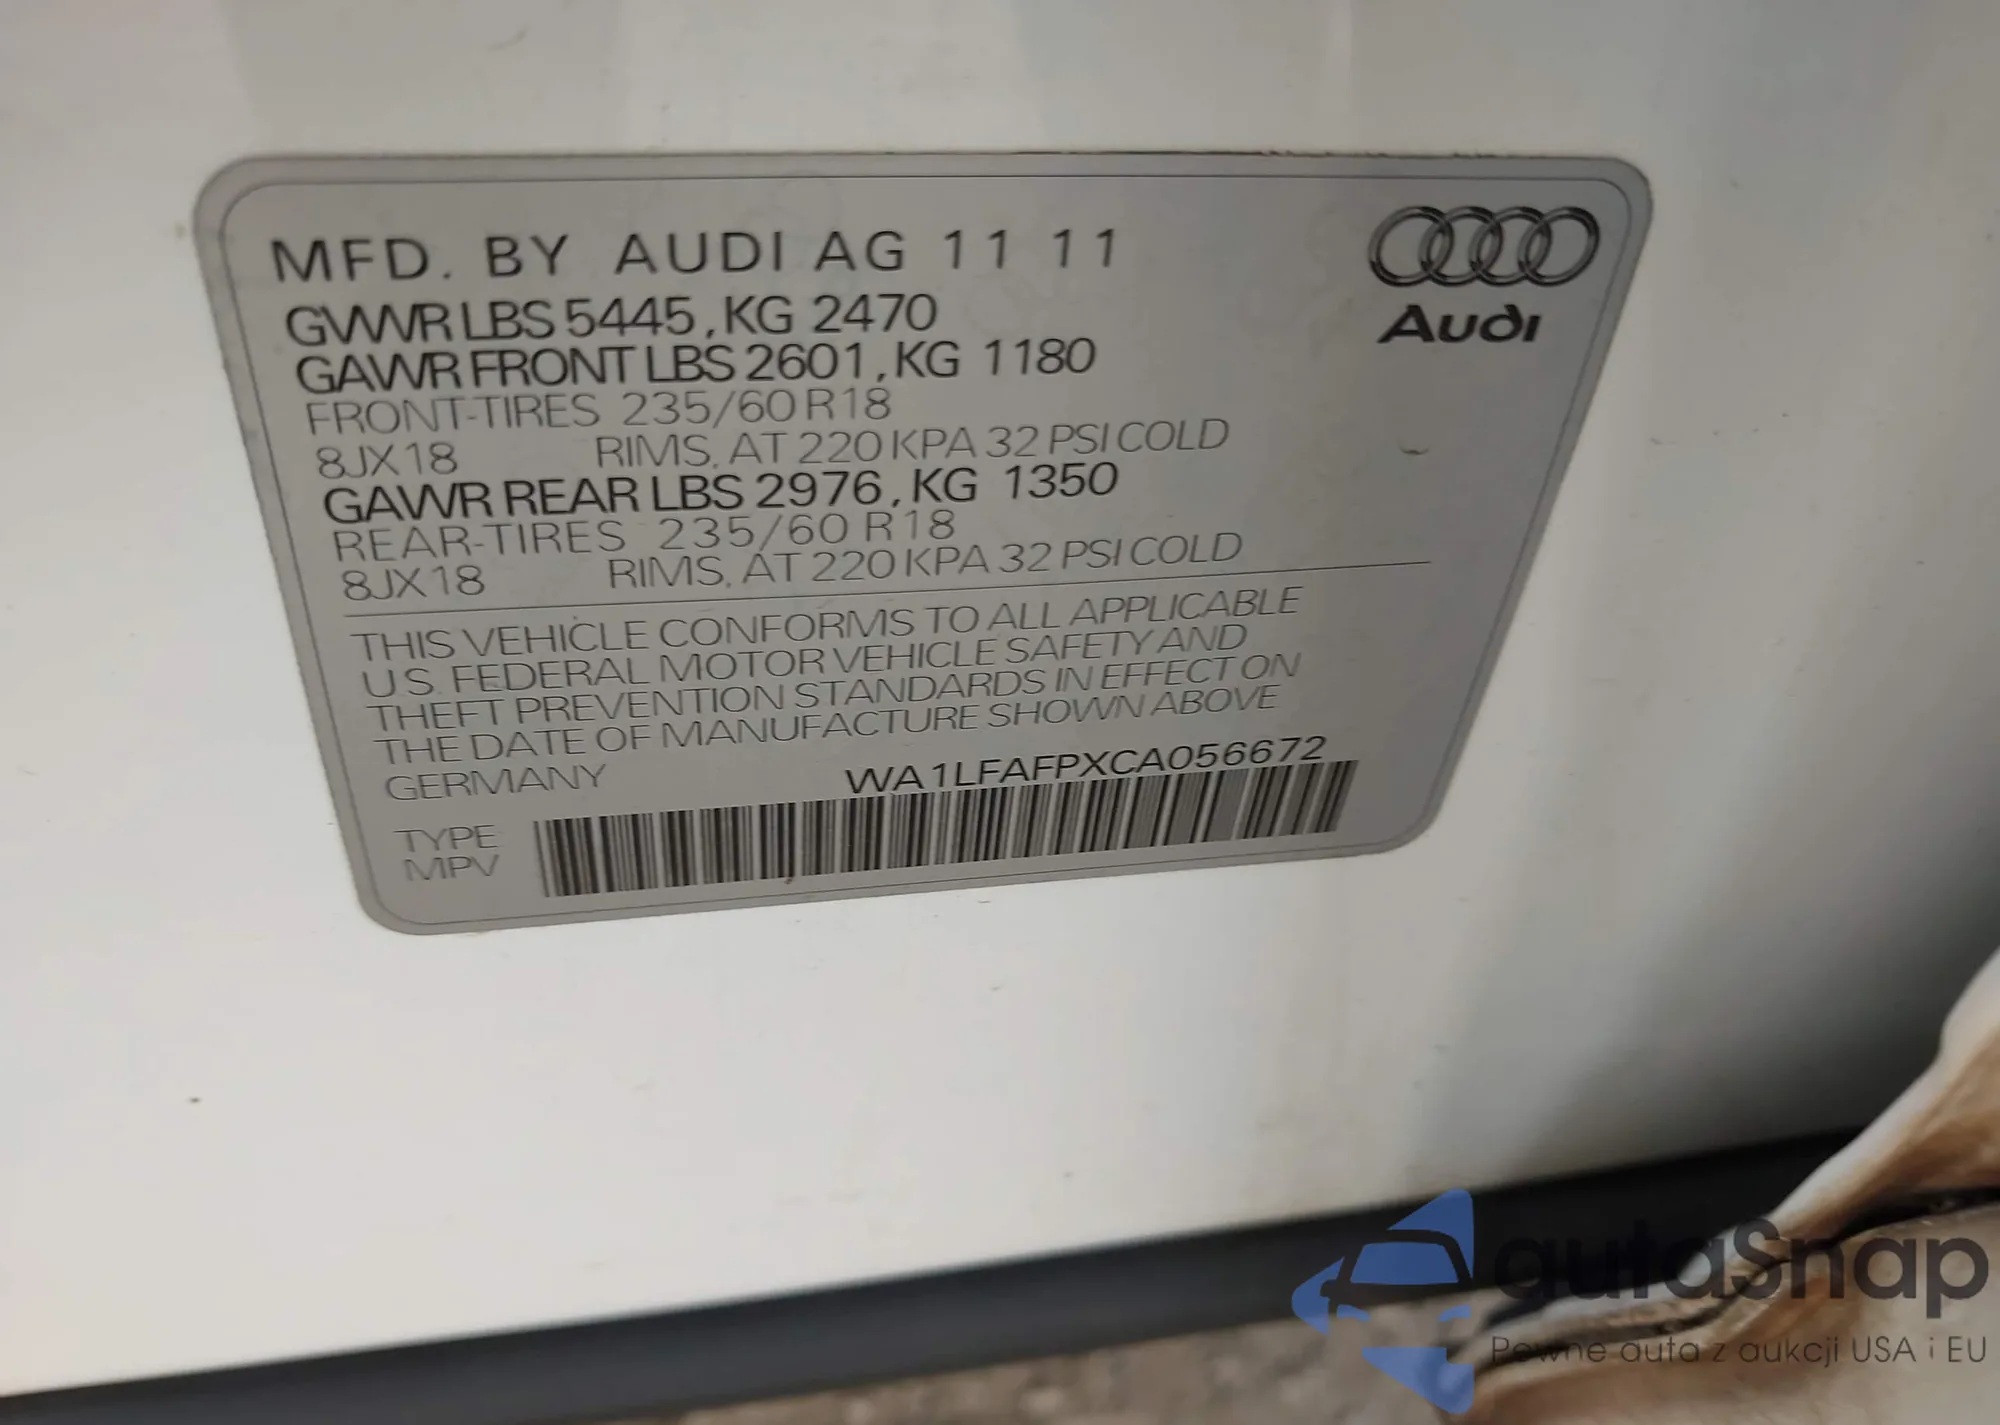 MFD. BY AUDI AG 11 11
Audi
GVWR LBS 5445, KG 2470
GAWR FRONT LBS 2601, KG 1180
FRONT-TIRES 235/60 R18
8JX18 RIMS, AT 220 KPA 32 PSI COLD
GAWR REAR LBS 2976, KG 1350
REAR-TIRES 235/60 R18
8JX18 RIMS, AT 220 KPA 32 PSI COLD
THIS VEHICLE CONFORMS TO ALL APPLICABLE
U.S. FEDERAL MOTOR VEHICLE SAFETY AND
THEFT PREVENTION STANDARDS IN EFFECT ON
THE DATE OF MANUFACTURE SHOWN ABOVE
GERMANY WA1LFAFPXCA056672
TYPE
MPV
autaSnap
Pewne auta z aukcji USA i EU